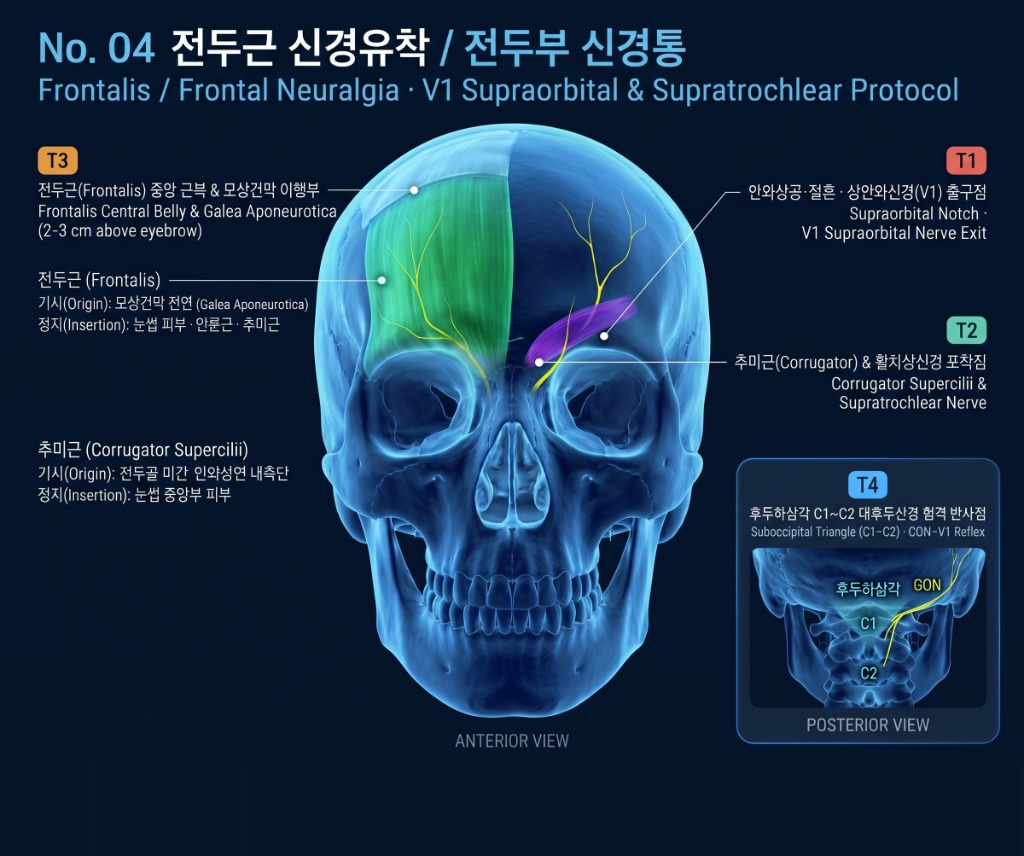 No. 04 전두근 신경유착 / 전두부 신경통
Frontalis / Frontal Neuralgia · V1 Supraorbital & Supratrochlear Protocol
T3
전두근(Frontalis) 중앙 근복 & 모상건막 이행부
Frontalis Central Belly & Galea Aponeurotica
(2-3 cm above eyebrow)
전두근 (Frontalis)
기시(Origin): 모상건막 전연 (Galea Aponeurotica)
정지(Insertion): 눈썹 피부 · 안륜근 · 추미근
추미근 (Corrugator Supercilii)
기시(Origin): 전두골 미간 인와성연 내측단
정지(Insertion): 눈썹 중앙부 피부
T1
안와상공·절흔 · 상안와신경(V1) 출구점
Supraorbital Notch ·
V1 Supraorbital Nerve Exit
T2
추미근(Corrugator) & 활치상신경 포착짐
Corrugator Supercilii &
Supratrochlear Nerve
T4
후두하삼각 C1~C2 대후두산경 험격 반사점
Suboccipital Triangle (C1-C2) · CON-V1 Reflex
후두하삼각
GON
C1
C2
POSTERIOR VIEW
ANTERIOR VIEW